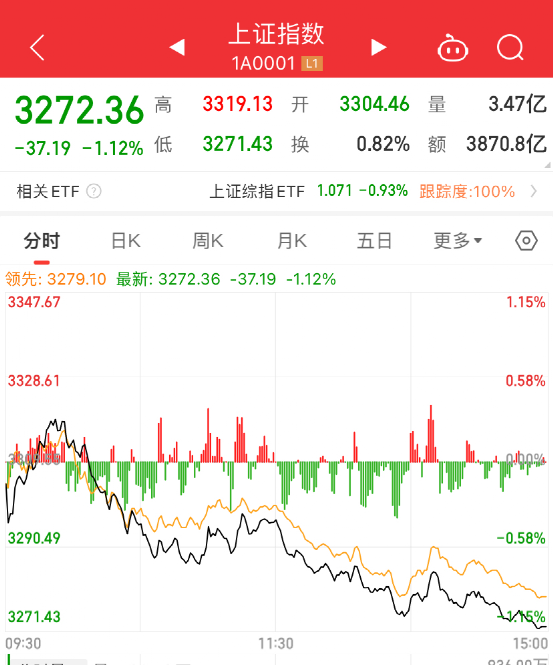 上证指数
1A0001 L1
3272.36 高 3319.13 开 3304.46 量 3.47亿
-37.19 -1.12% 低 3271.43 换 0.82% 额 3870.8亿
相关ETF ? 上证综指ETF 1.071 -0.93% 跟踪度:100%
分时 日K 周K 月K 五日 更多
领先: 3279.10 最新: 3272.36 -37.19 -1.12%
3347.67 1.15%
3328.61 0.58%
0.00%
3290.49 -0.58%
3271.43 -1.15%
09:30 11:30 15:00